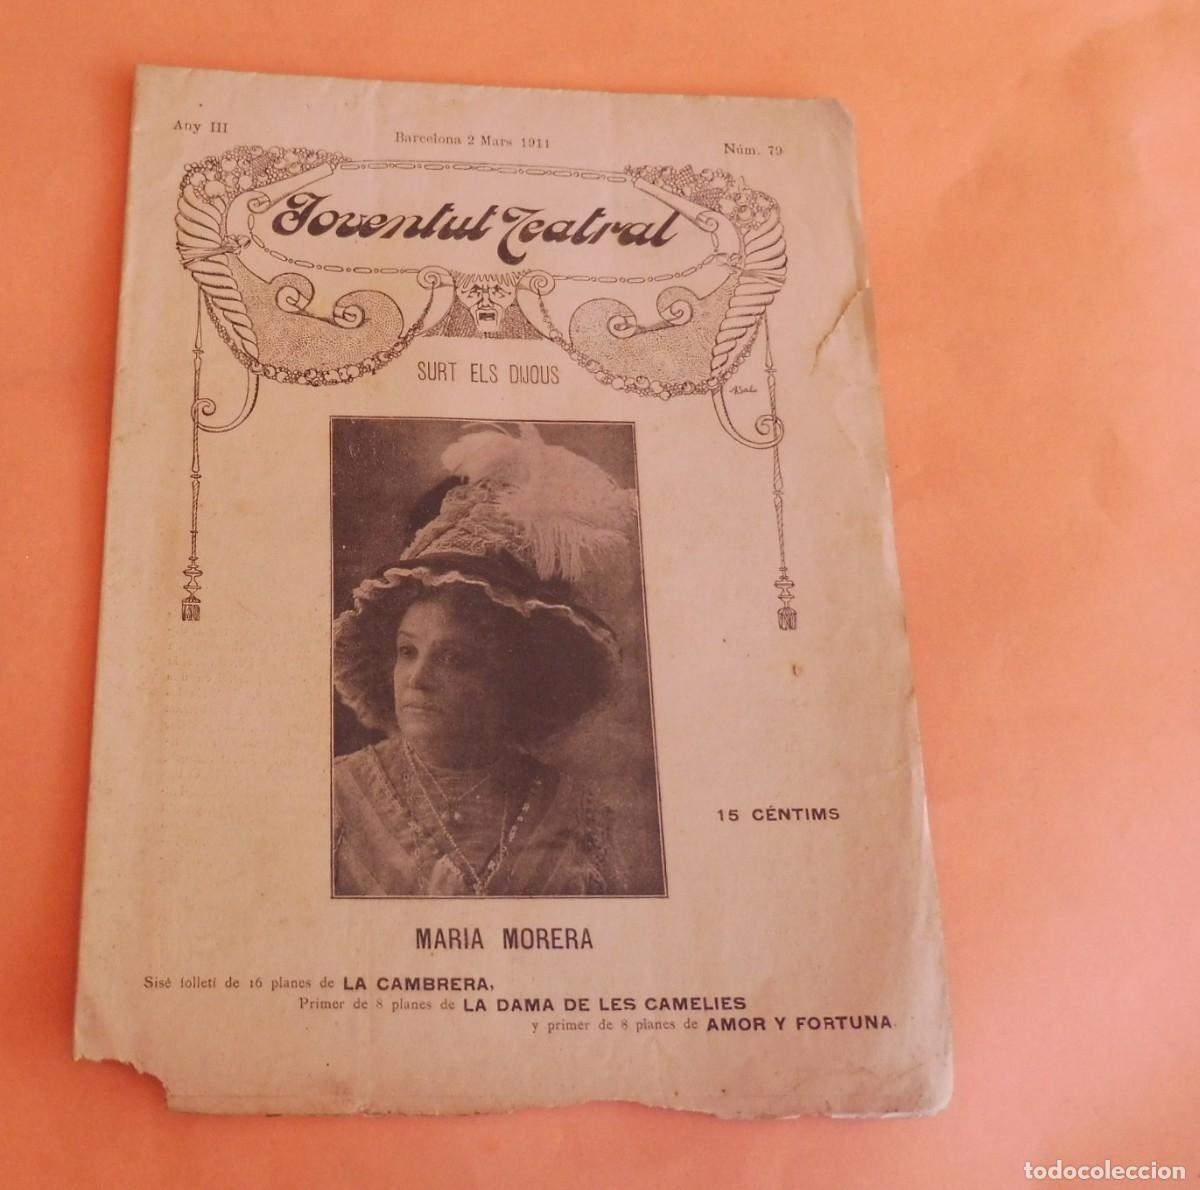 Any III
Barcelona 2 Mars 1911
Núm. 79
Joventut Teatral
SURT ELS DIJOUS
15 CÉNTIMS
MARIA MORERA
Sisé folletí de 16 planes de LA CAMBRERA,
Primer de 8 planes de LA DAMA DE LES CAMELIES
y primer de 8 planes de AMOR Y FORTUNA.
todocoleccion